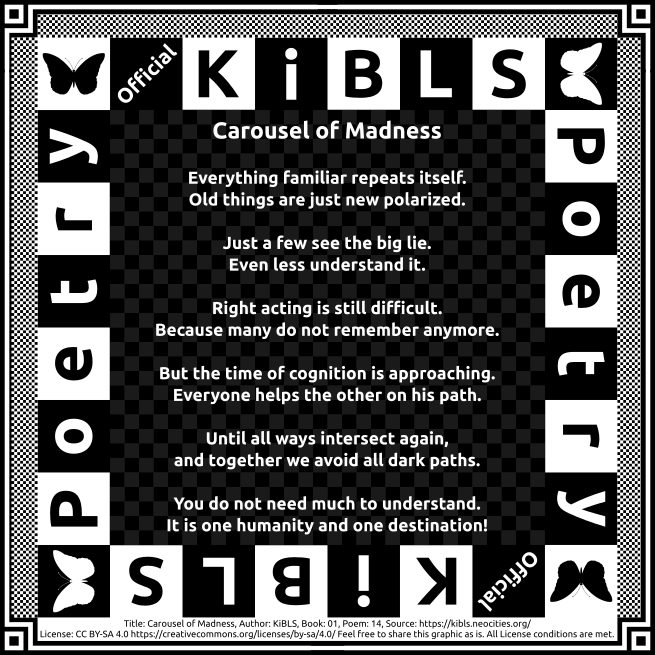 Official
KiBLS
Poetry
Poetry
Carousel of Madness
Everything familiar repeats itself.
Old things are just new polarized.
Just a few see the big lie.
Even less understand it.
Right acting is still difficult.
Because many do not remember anymore.
But the time of cognition is approaching.
Everyone helps the other on his path.
Until all ways intersect again,
and together we avoid all dark paths.
You do not need much to understand.
It is one humanity and one destination!
Official
KiBLS
Title: Carousel of Madness, Author: KiBLS, Book: 01, Poem: 14, Source: https://kibls.neocities.org/
License: CC BY-SA 4.0 https://creativecommons.org/licenses/by-sa/4.0/ Feel free to share this graphic as is. All License conditions are met.